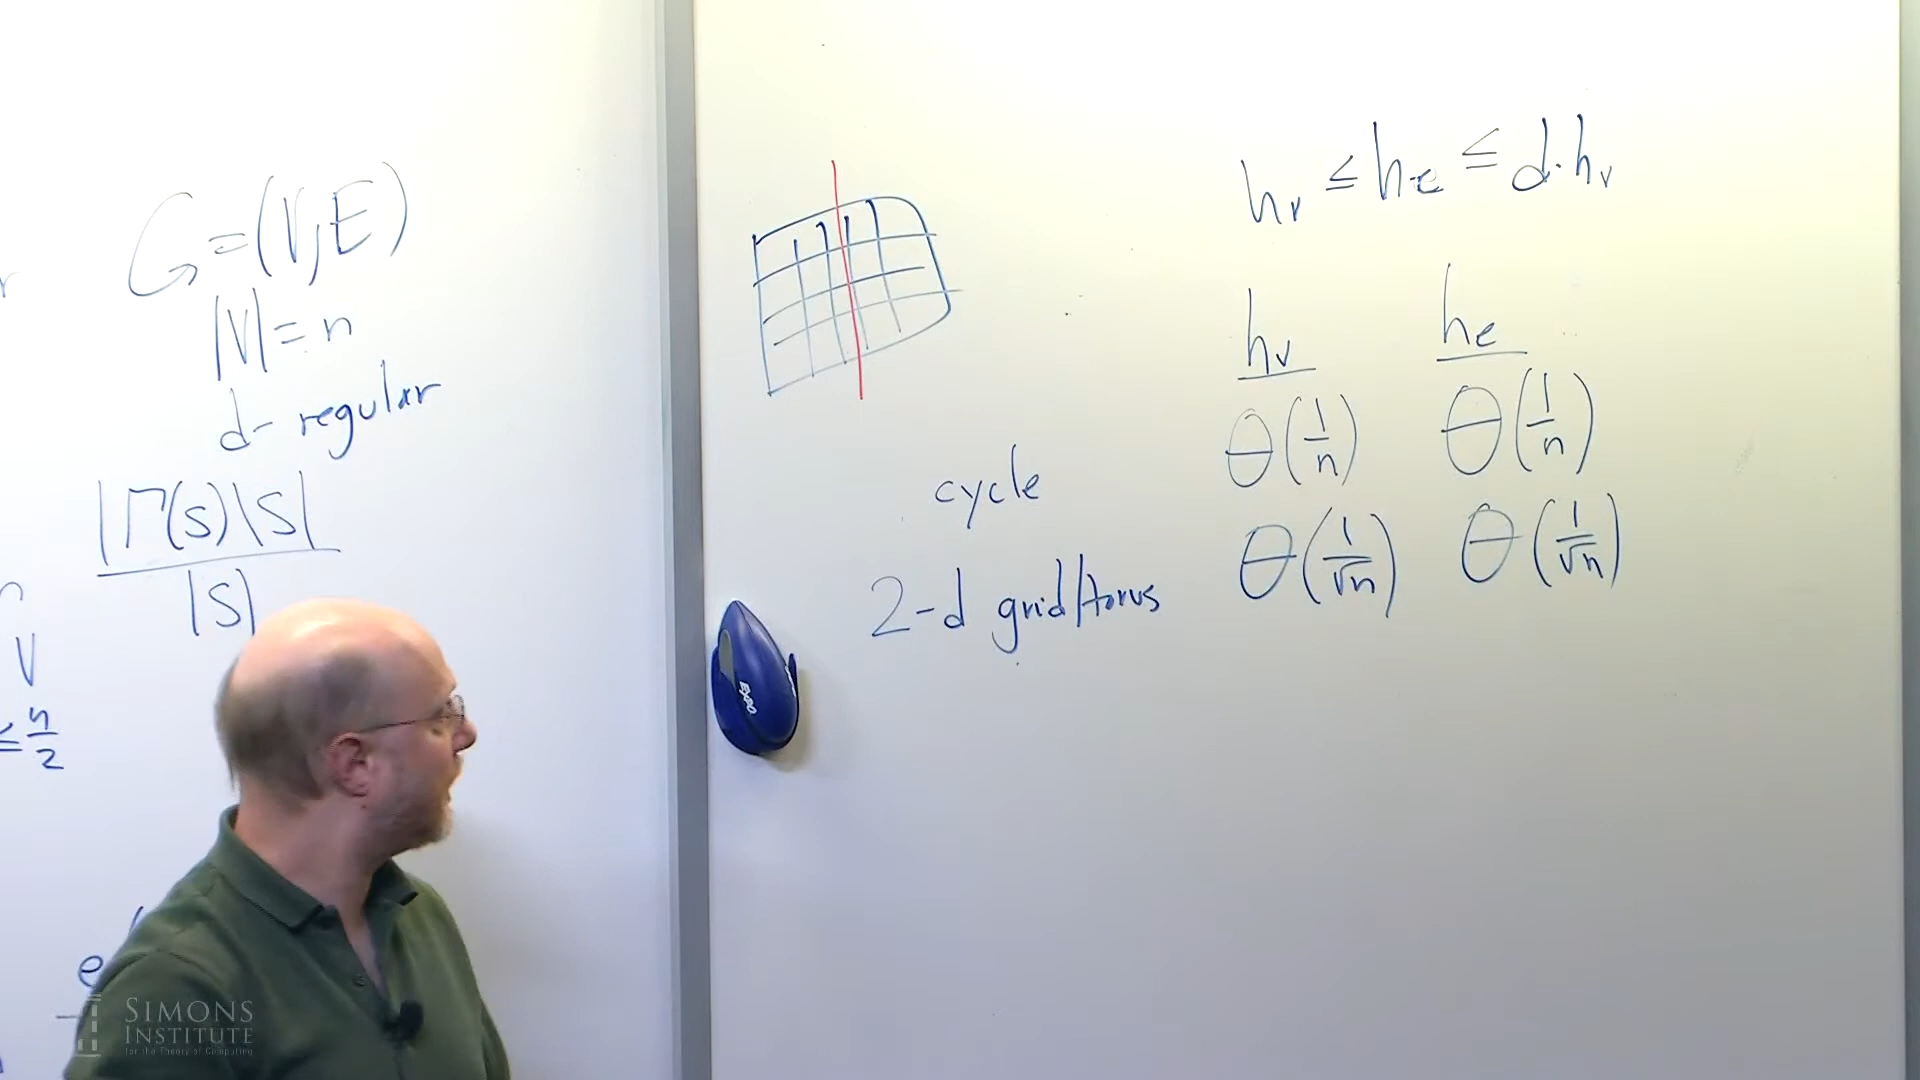 G=(V,E)
|V|=n
d-regular
|Γ(S)\S|
|S|
V
≤ n/2
e
h_v ≤ h_e ≤ d·h_v
h_v h_e
cycle Θ(1/n) Θ(1/n)
2-d grid/torus Θ(1/√n) Θ(1/√n)
EXPO
SIMONS
INSTITUTE
for the Theory of Computing